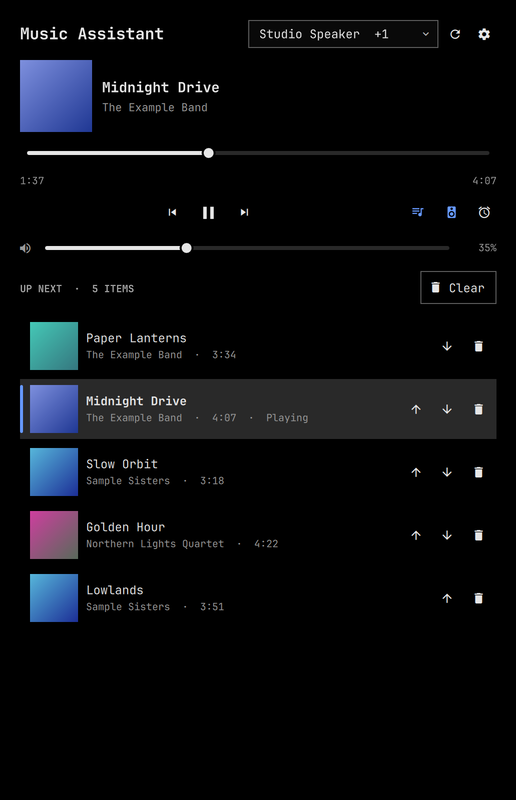 Music Assistant
Studio Speaker +1
Midnight Drive
The Example Band
1:37
4:07
35%
UP NEXT · 5 ITEMS
Clear
Paper Lanterns
The Example Band · 3:34
Midnight Drive
The Example Band · 4:07 · Playing
Slow Orbit
Sample Sisters · 3:18
Golden Hour
Northern Lights Quartet · 4:22
Lowlands
Sample Sisters · 3:51